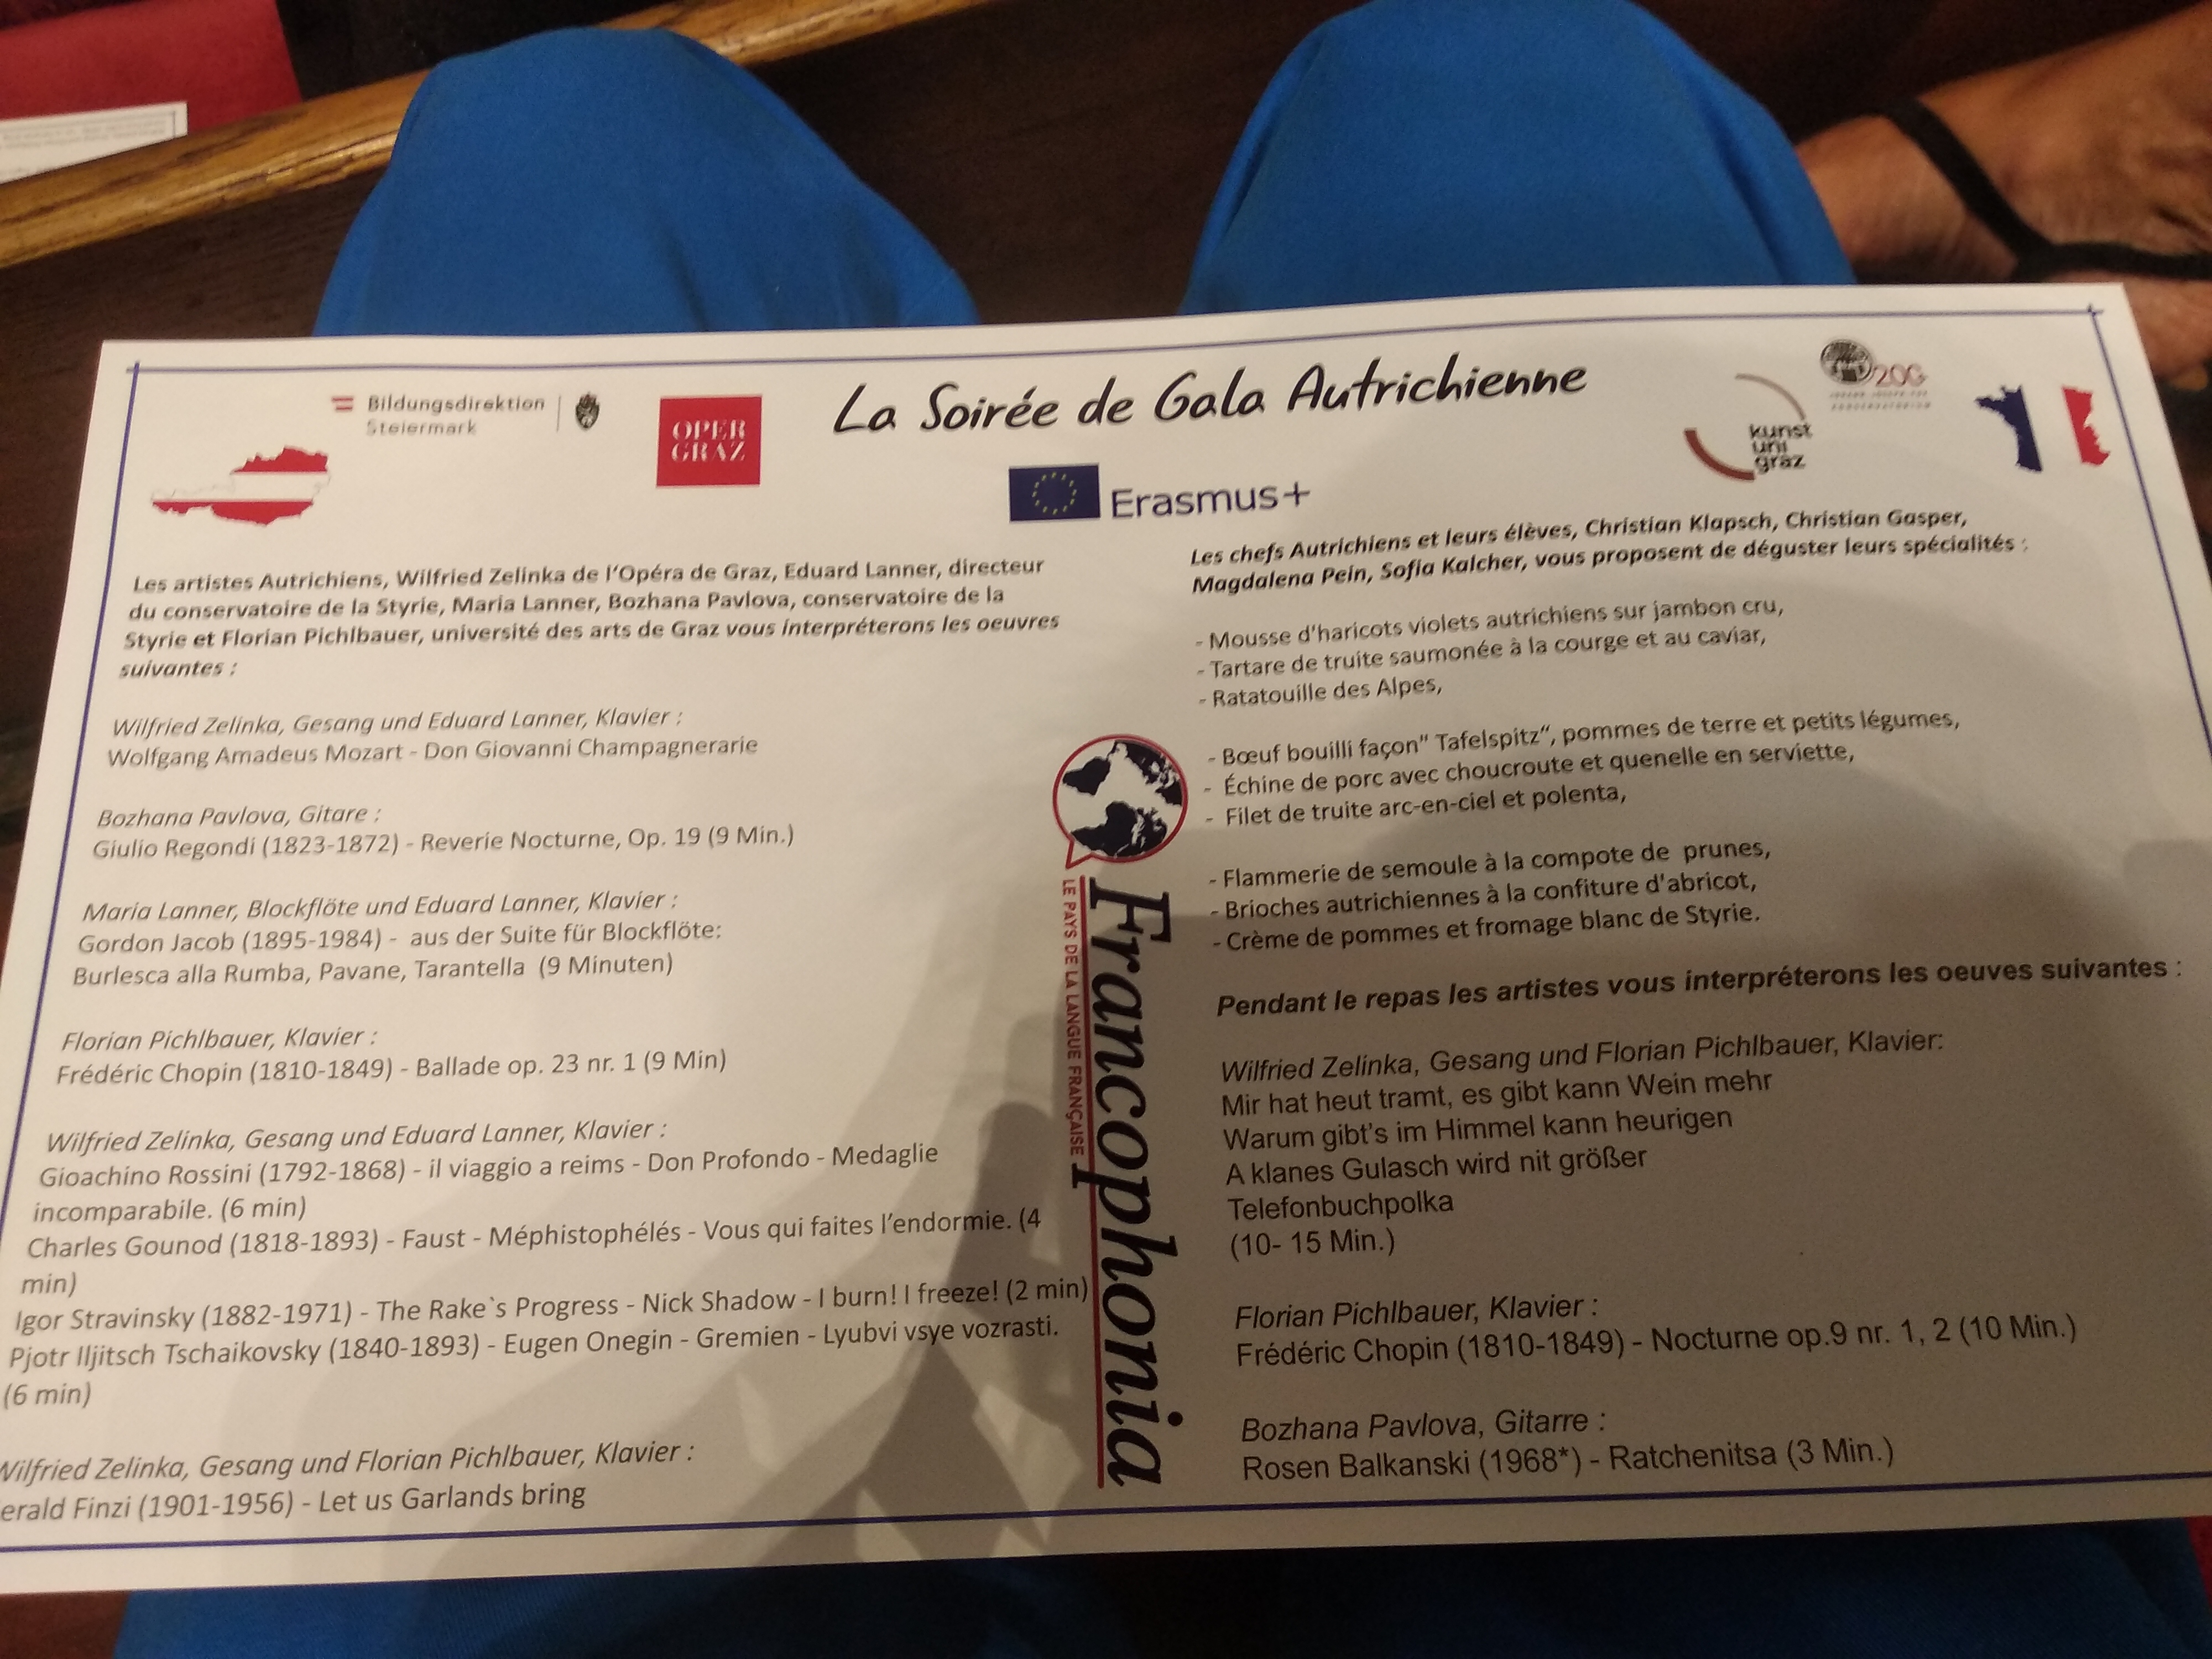 La Soirée de Gala Autrichienne
Bildungsdirektion
Steiermark
OPER
GRAZ
Erasmus+
kunst
uni
graz
200
Les artistes Autrichiens, Wilfried Zelinka de l'Opéra de Graz, Eduard Lanner, directeur
du conservatoire de la Styrie, Maria Lanner, Bozhana Pavlova, conservatoire de la
Styrie et Florian Pichlbauer, université des arts de Graz vous interpréterons les oeuvres
suivantes :
Wilfried Zelinka, Gesang und Eduard Lanner, Klavier :
Wolfgang Amadeus Mozart - Don Giovanni Champagnerarie
Bozhana Pavlova, Gitare :
Giulio Regondi (1823-1872) - Reverie Nocturne, Op. 19 (9 Min.)
Maria Lanner, Blockflöte und Eduard Lanner, Klavier :
Gordon Jacob (1895-1984) - aus der Suite für Blockflöte:
Burlesca alla Rumba, Pavane, Tarantella (9 Minuten)
Florian Pichlbauer, Klavier :
Frédéric Chopin (1810-1849) - Ballade op. 23 nr. 1 (9 Min)
Wilfried Zelinka, Gesang und Eduard Lanner, Klavier :
Gioachino Rossini (1792-1868) - il viaggio a reims - Don Profondo - Medaglie
incomparabile. (6 min)
Charles Gounod (1818-1893) - Faust - Méphistophélés - Vous qui faites l'endormie. (4
min)
Igor Stravinsky (1882-1971) - The Rake`s Progress - Nick Shadow - I burn! I freeze! (2 min)
Pjotr Iljitsch Tschaikovsky (1840-1893) - Eugen Onegin - Gremien - Lyubvi vsye vozrasti.
(6 min)
Wilfried Zelinka, Gesang und Florian Pichlbauer, Klavier :
erald Finzi (1901-1956) - Let us Garlands bring
Francophonia
LE PAYS DE LA LANGUE FRANÇAISE
Les chefs Autrichiens et leurs élèves, Christian Klapsch, Christian Gasper,
Magdalena Pein, Sofia Kalcher, vous proposent de déguster leurs spécialités :
- Mousse d'haricots violets autrichiens sur jambon cru,
- Tartare de truite saumonée à la courge et au caviar,
- Ratatouille des Alpes,
- Bœuf bouilli façon" Tafelspitz“, pommes de terre et petits légumes,
- Échine de porc avec choucroute et quenelle en serviette,
- Filet de truite arc-en-ciel et polenta,
- Flammerie de semoule à la compote de prunes,
- Brioches autrichiennes à la confiture d'abricot,
- Crème de pommes et fromage blanc de Styrie.
Pendant le repas les artistes vous interpréterons les oeuves suivantes :
Wilfried Zelinka, Gesang und Florian Pichlbauer, Klavier:
Mir hat heut tramt, es gibt kann Wein mehr
Warum gibt's im Himmel kann heurigen
A klanes Gulasch wird nit größer
Telefonbuchpolka
(10- 15 Min.)
Florian Pichlbauer, Klavier :
Frédéric Chopin (1810-1849) - Nocturne op.9 nr. 1, 2 (10 Min.)
Bozhana Pavlova, Gitarre :
Rosen Balkanski (1968*) - Ratchenitsa (3 Min.)